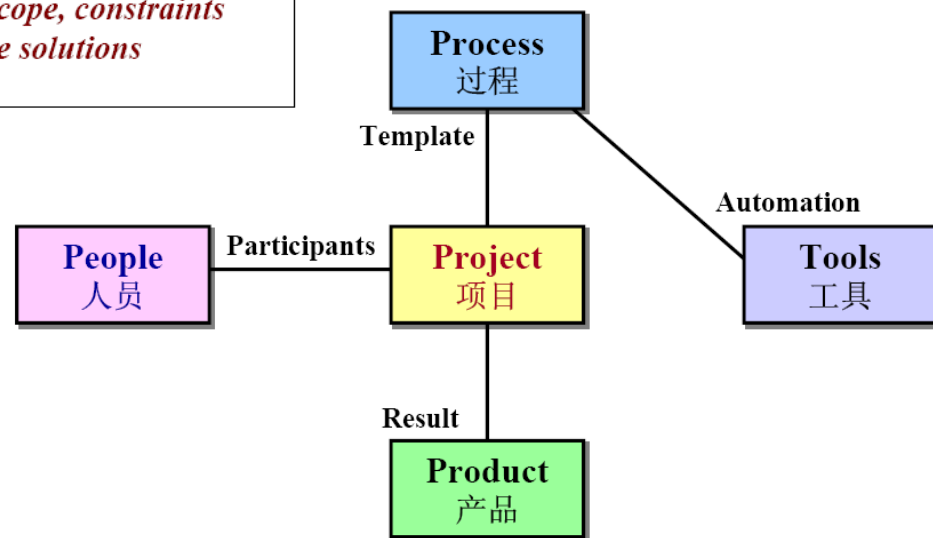 scope, constraints
solutions
Process
过程
Template
Automation
People
人员
Participants
Project
项目
Tools
工具
Result
Product
产品